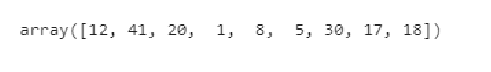 array([12, 41, 20,  1,  8,  5, 30, 17, 18])